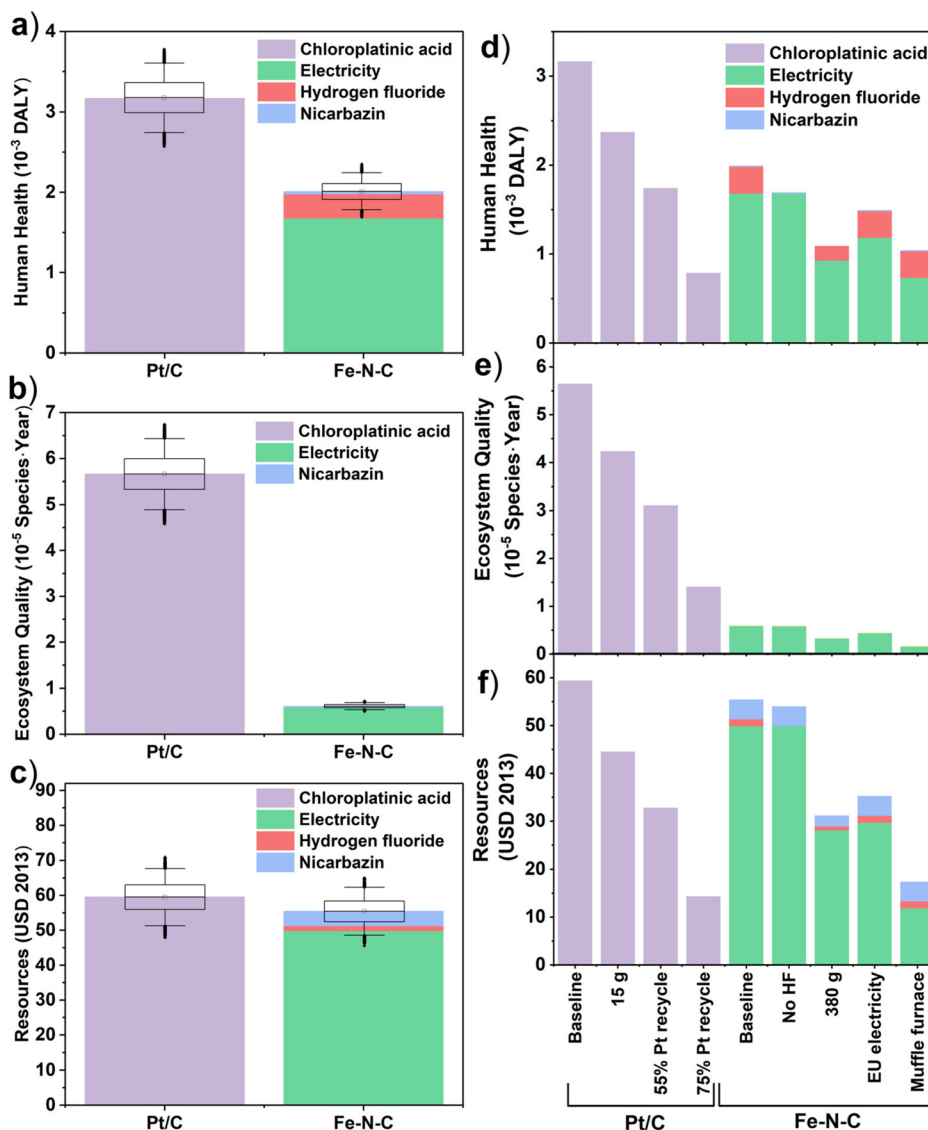 a)
Human Health (10-3 DALY)
4
3
2
1
0
Chloroplatinic acid
Electricity
Hydrogen fluoride
Nicarbazin
Pt/C
Fe-N-C
b)
Ecosystem Quality (10-5 Species·Year)
7
6
5
4
3
2
1
0
Chloroplatinic acid
Electricity
Nicarbazin
Pt/C
Fe-N-C
c)
Resources (USD 2013)
90
80
70
60
50
40
30
20
10
0
Chloroplatinic acid
Electricity
Hydrogen fluoride
Nicarbazin
Pt/C
Fe-N-C
d)
Human Health
(10-3 DALY)
3
2
1
0
Chloroplatinic acid
Electricity
Hydrogen fluoride
Nicarbazin
e)
Ecosystem Quality
(10-5 Species·Year)
6
5
4
3
2
1
0
f)
Resources
(USD 2013)
60
50
40
30
20
10
0
Baseline
15 g
55% Pt recycle
75% Pt recycle
Baseline
No HF
380 g
EU electricity
Muffle furnace
Pt/C
Fe-N-C